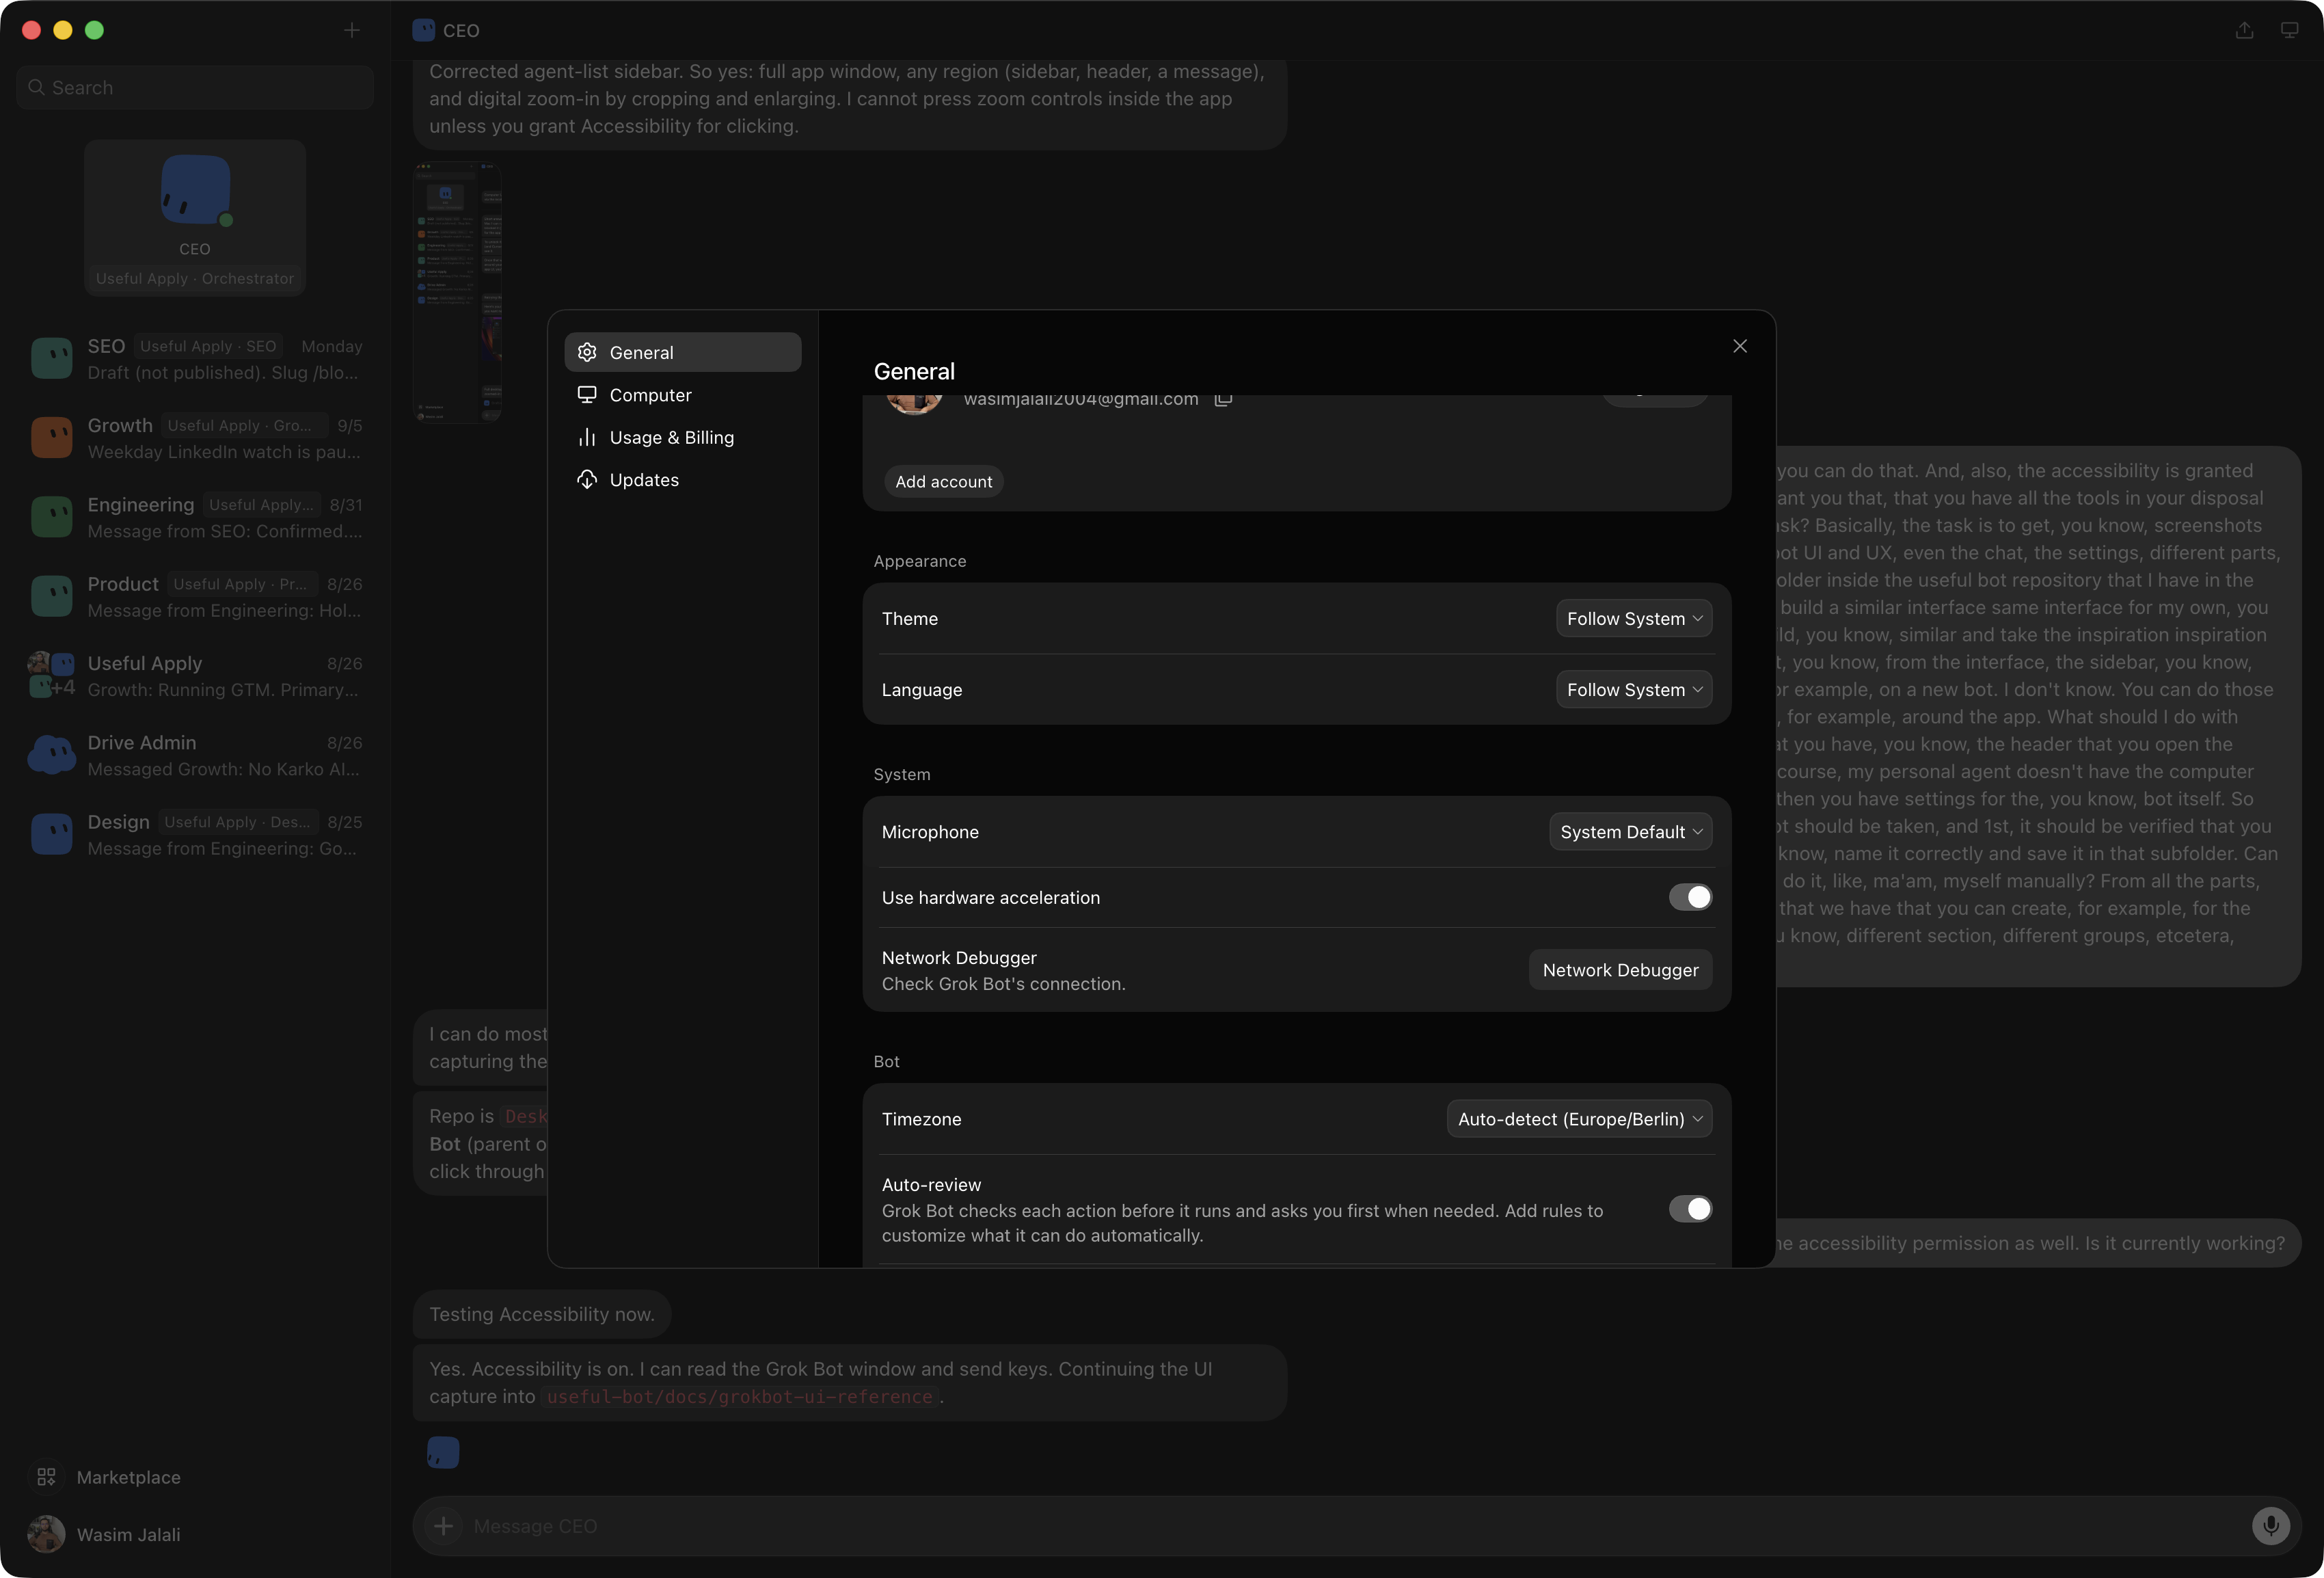 CEO
Search
CEO
Useful Apply · Orchestrator
SEO Useful Apply · SEO Monday
Draft (not published). Slug /blo...
Growth Useful Apply · Gro... 9/5
Weekday LinkedIn watch is pau...
Engineering Useful Apply... 8/31
Message from SEO: Confirmed....
Product Useful Apply · Pr... 8/26
Message from Engineering: Hol...
+4
Useful Apply 8/26
Growth: Running GTM. Primary...
Drive Admin 8/26
Messaged Growth: No Karko AI...
Design Useful Apply · Des... 8/25
Message from Engineering: Go...
Marketplace
Wasim Jalali
Corrected agent-list sidebar. So yes: full app window, any region (sidebar, header, a message),
and digital zoom-in by cropping and enlarging. I cannot press zoom controls inside the app
unless you grant Accessibility for clicking.
you can do that. And, also, the accessibility is granted
ant you that, that you have all the tools in your disposal
ask? Basically, the task is to get, you know, screenshots
ot UI and UX, even the chat, the settings, different parts,
older inside the useful bot repository that I have in the
build a similar interface same interface for my own, you
ld, you know, similar and take the inspiration inspiration
t, you know, from the interface, the sidebar, you know,
or example, on a new bot. I don't know. You can do those
, for example, around the app. What should I do with
at you have, you know, the header that you open the
course, my personal agent doesn't have the computer
then you have settings for the, you know, bot itself. So
ot should be taken, and 1st, it should be verified that you
know, name it correctly and save it in that subfolder. Can
do it, like, ma'am, myself manually? From all the parts,
that we have that you can create, for example, for the
u know, different section, different groups, etcetera,
I can do most
capturing the
Repo is Desk
Bot (parent o
click through
e accessibility permission as well. Is it currently working?
Testing Accessibility now.
Yes. Accessibility is on. I can read the Grok Bot window and send keys. Continuing the UI
capture into useful-bot/docs/grokbot-ui-reference.
Message CEO
General
Computer
Usage & Billing
Updates
General
wasimjalali2004@gmail.com
Add account
Appearance
Theme Follow System
Language Follow System
System
Microphone System Default
Use hardware acceleration
Network Debugger
Check Grok Bot's connection.
Network Debugger
Bot
Timezone Auto-detect (Europe/Berlin)
Auto-review
Grok Bot checks each action before it runs and asks you first when needed. Add rules to
customize what it can do automatically.